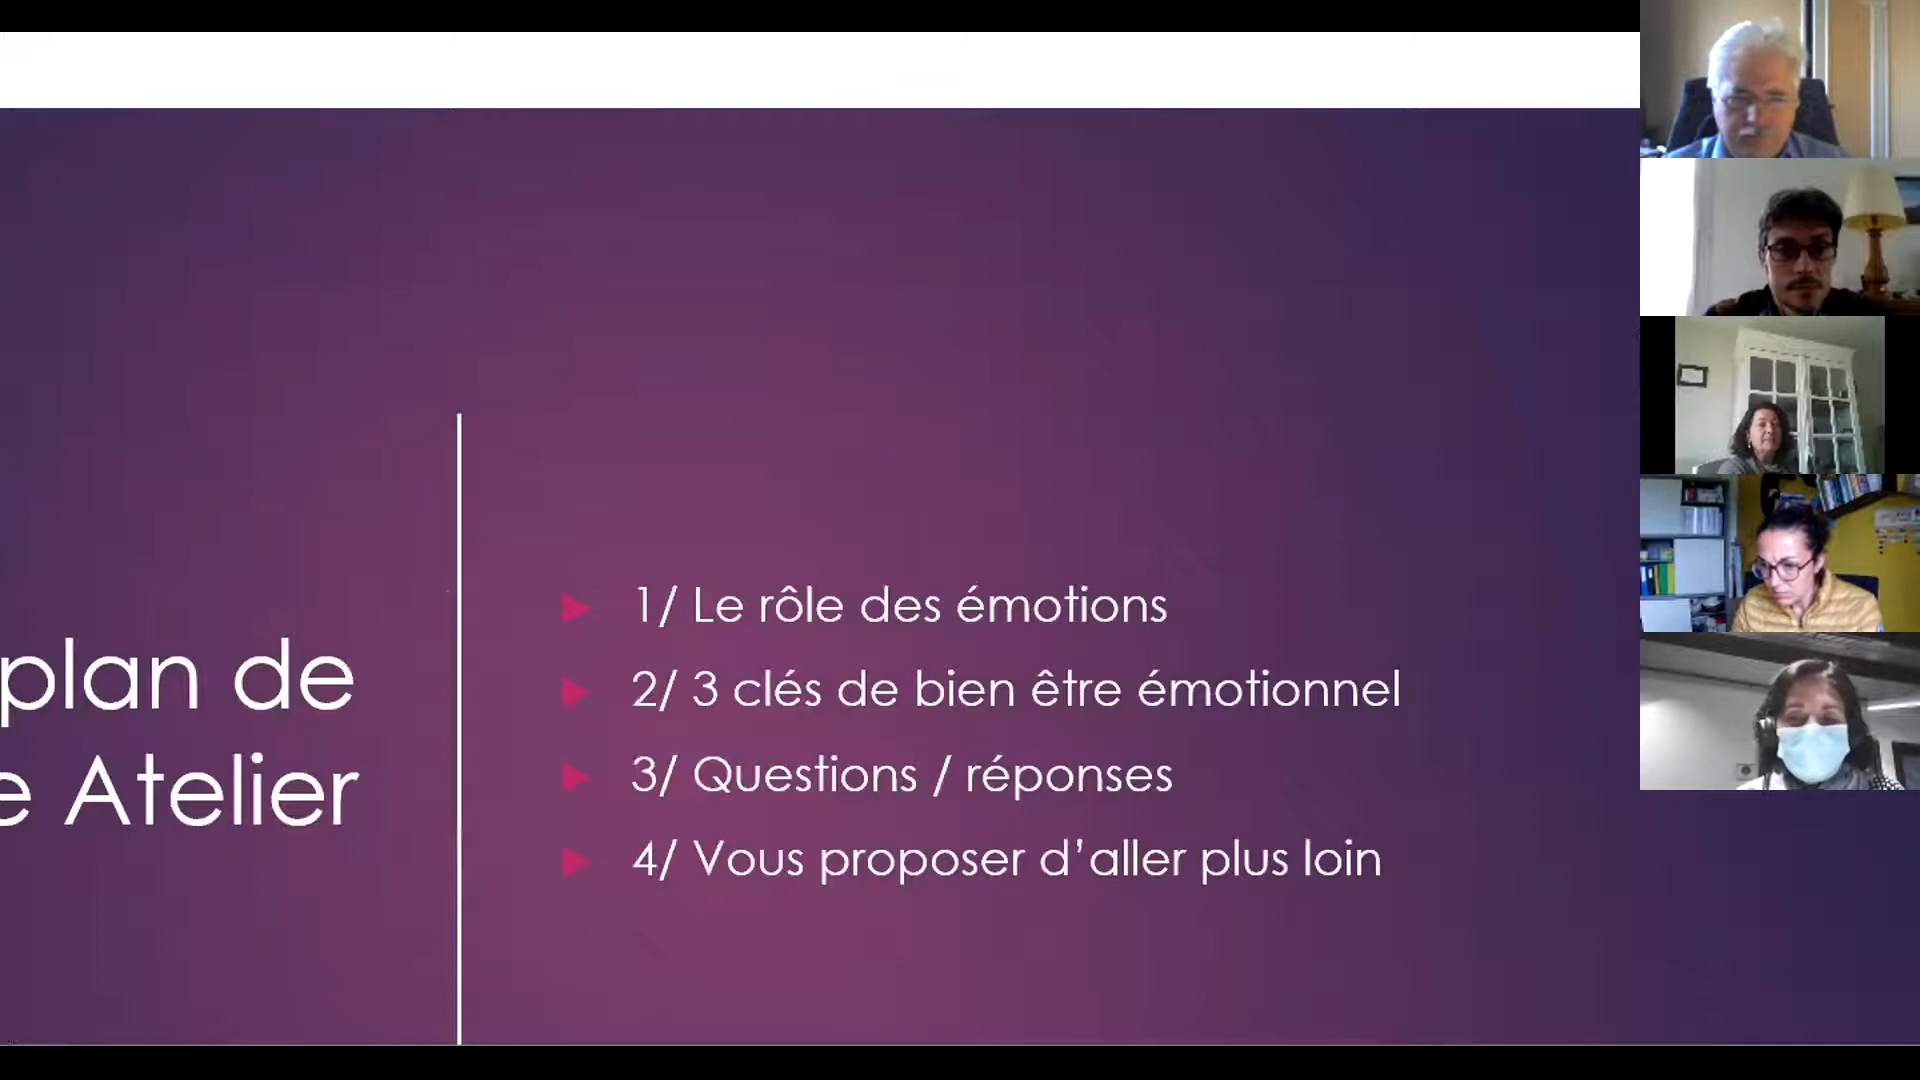 plan de
e Atelier
1/ Le rôle des émotions
2/ 3 clés de bien être émotionnel
3/ Questions / réponses
4/ Vous proposer d’aller plus loin